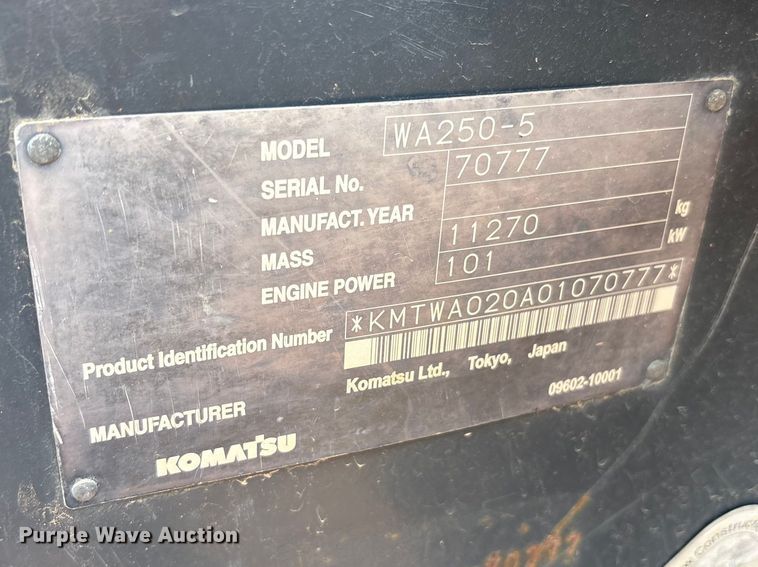 MODEL WA250-5
SERIAL No. 70777
MANUFACT. YEAR
MASS 11270 kg
ENGINE POWER 101 kW
Product Identification Number *KMTWA020A01070777*
MANUFACTURER Komatsu Ltd., Tokyo, Japan
KOMATSU 09602-10001
Purple Wave Auction